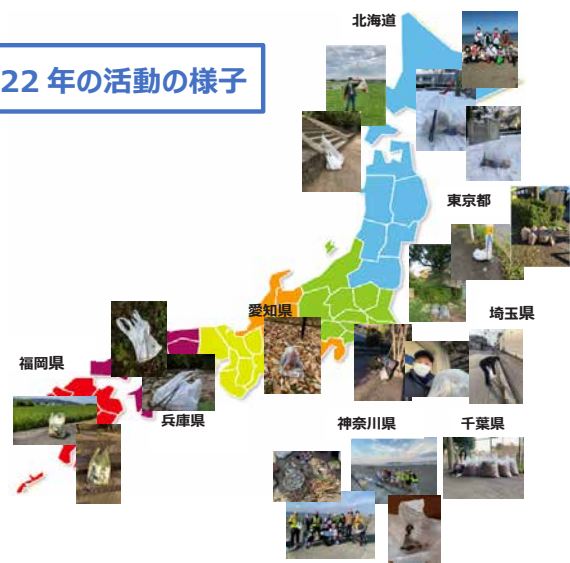 22 年の活動の様子
北海道
東京都
愛知県
埼玉県
福岡県
兵庫県
神奈川県
千葉県